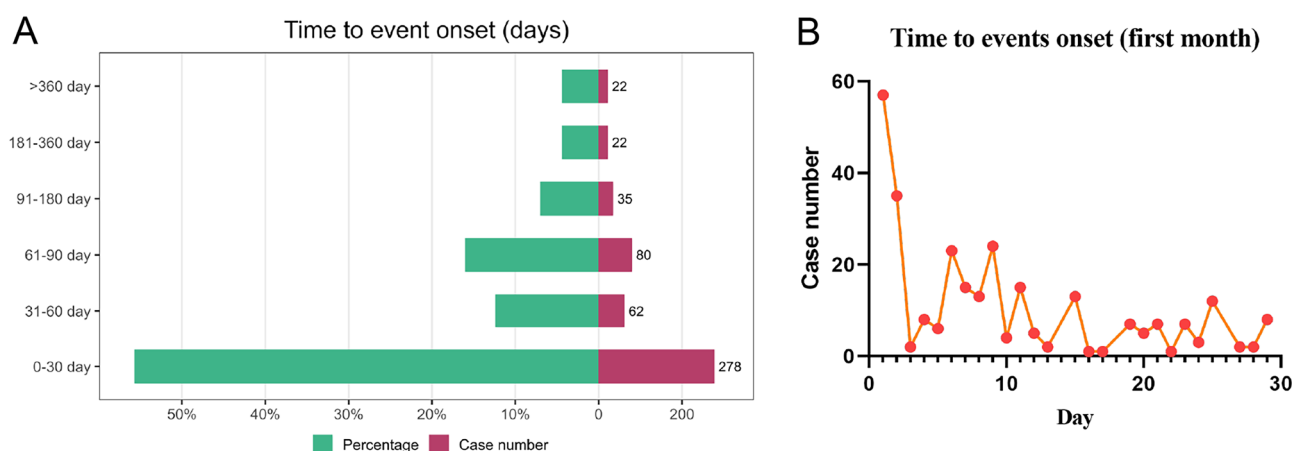 A
Time to event onset (days)
>360 day
22
181-360 day
22
91-180 day
35
61-90 day
80
31-60 day
62
0-30 day
278
50% 40% 30% 20% 10% 0 200
Percentage Case number
B
Time to events onset (first month)
Case number
60
40
20
0
0 10 20 30
Day